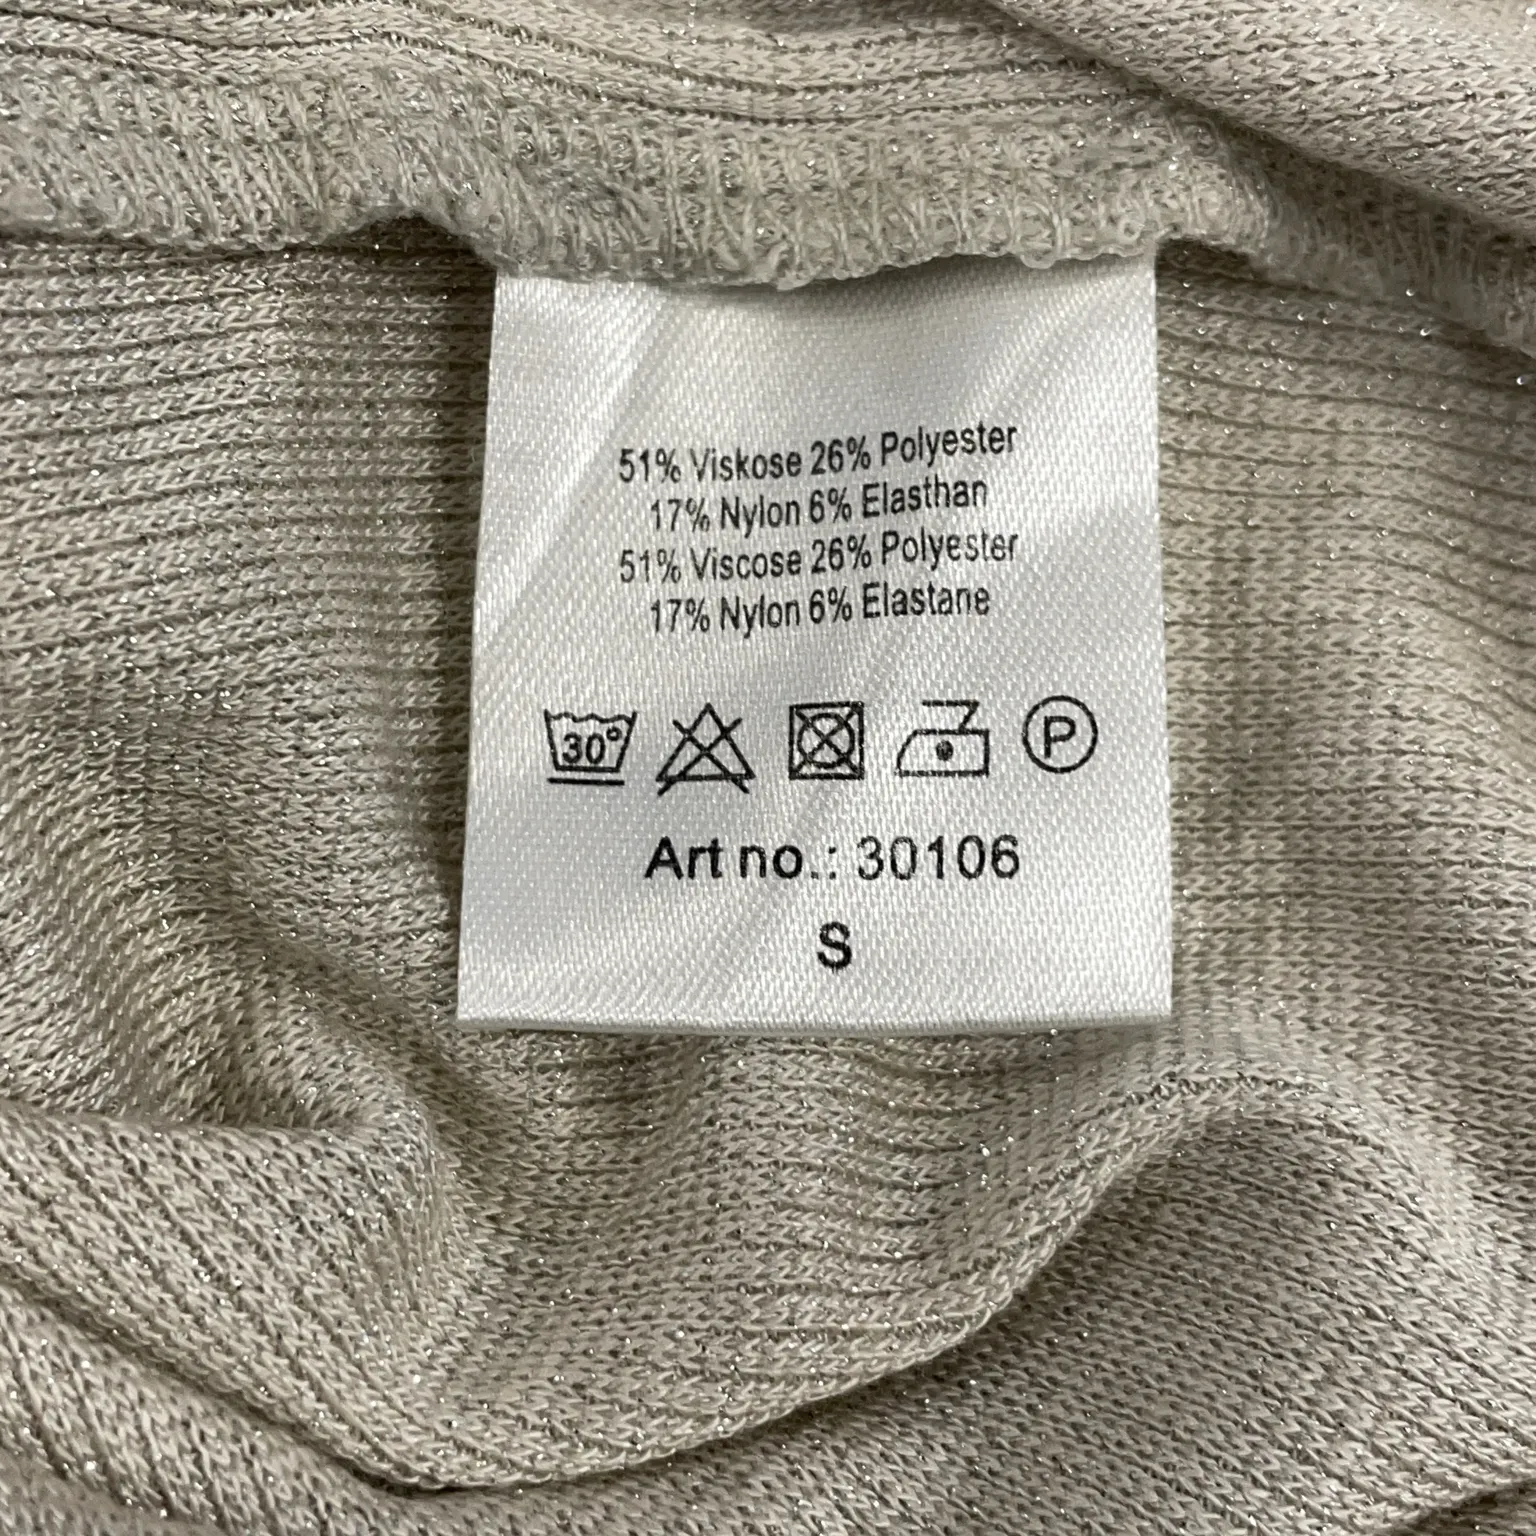 51% Viskose 26% Polyester
17% Nylon 6% Elasthan
51% Viscose 26% Polyester
17% Nylon 6% Elastane
30° P
Art no.: 30106
S